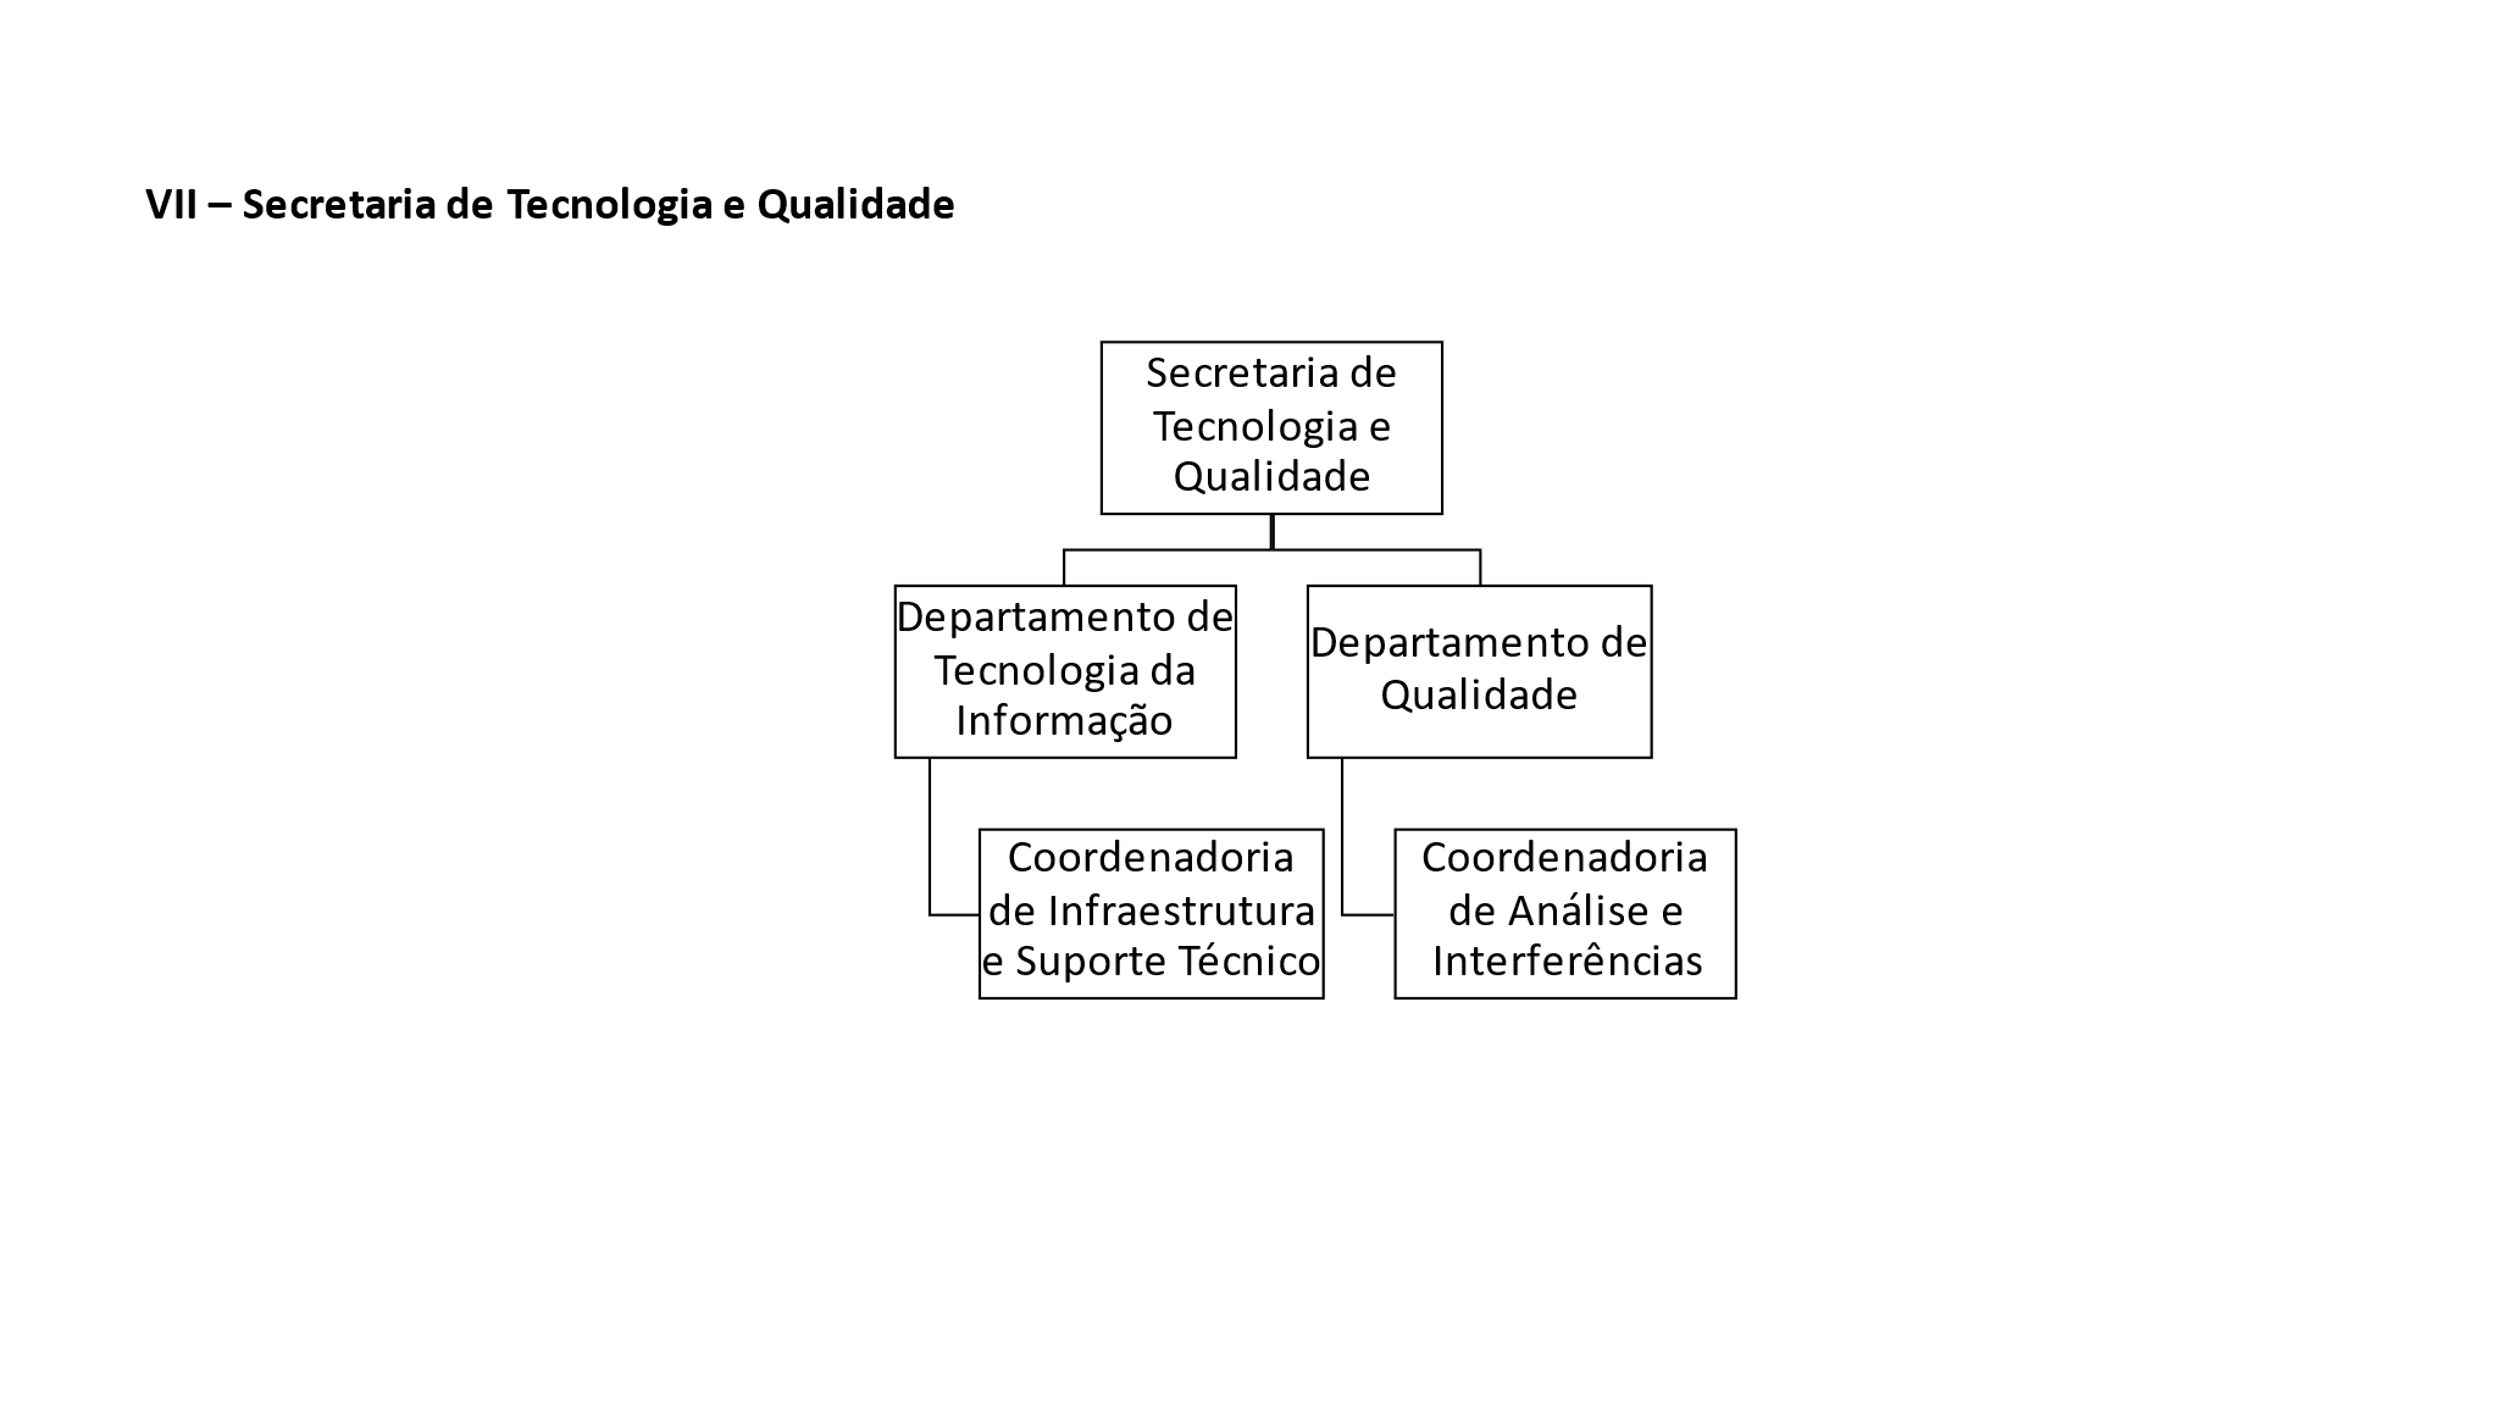 VII – Secretaria de Tecnologia e Qualidade
Secretaria de
Tecnologia e
Qualidade
Departamento de
Tecnologia da
Informação
Departamento de
Qualidade
Coordenadoria
de Infraestrutura
e Suporte Técnico
Coordenadoria
de Análise e
Interferências